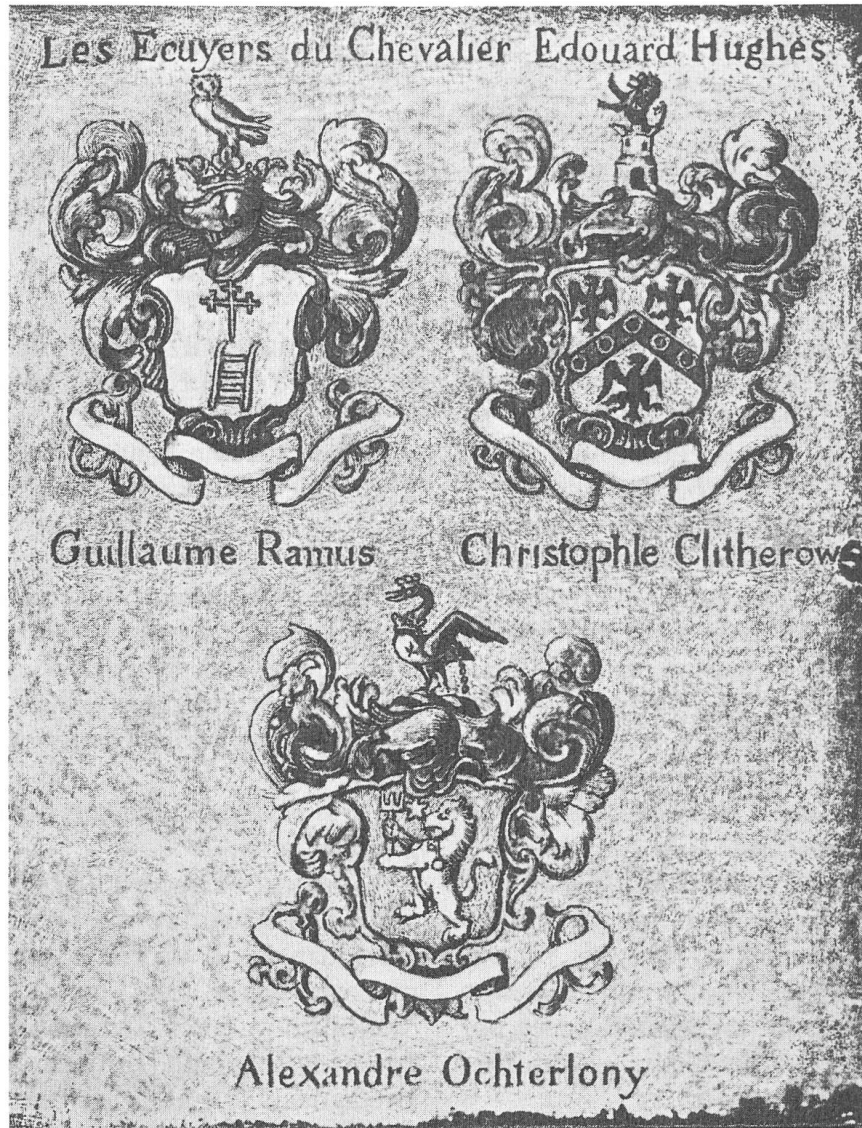 Les Ecuyers du Chevalier Edouard Hughes
Guillaume Ramus
Christophle Clitherow
Alexandre Ochterlony